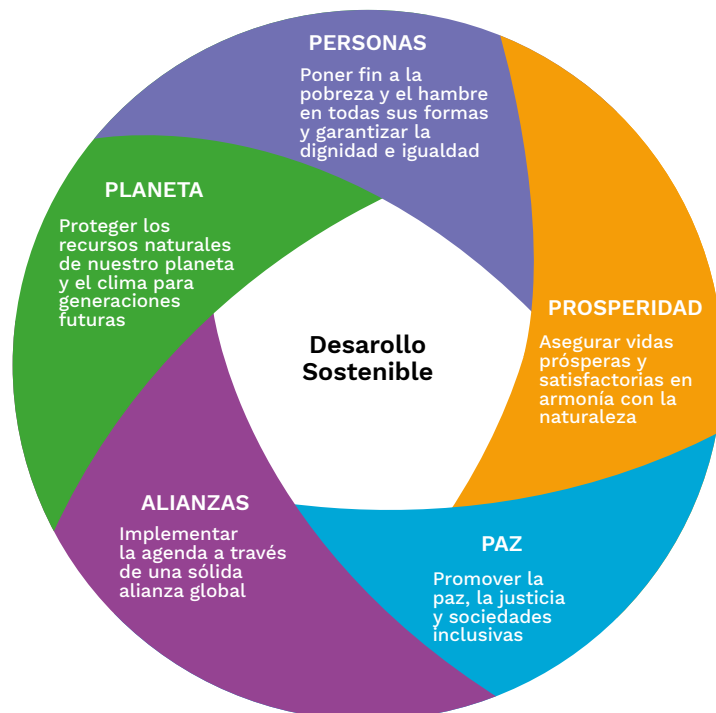 PERSONAS
Poner fin a la
pobreza y el hambre
en todas sus formas
y garantizar la
dignidad e igualdad
PLANETA
Proteger los
recursos naturales
de nuestro planeta
y el clima para
generaciones
futuras
PROSPERIDAD
Asegurar vidas
prósperas y
satisfactorias en
armonía con la
naturaleza
Desarollo
Sostenible
ALIANZAS
Implementar
la agenda a través
de una sólida
alianza global
PAZ
Promover la
paz, la justicia
y sociedades
inclusivas